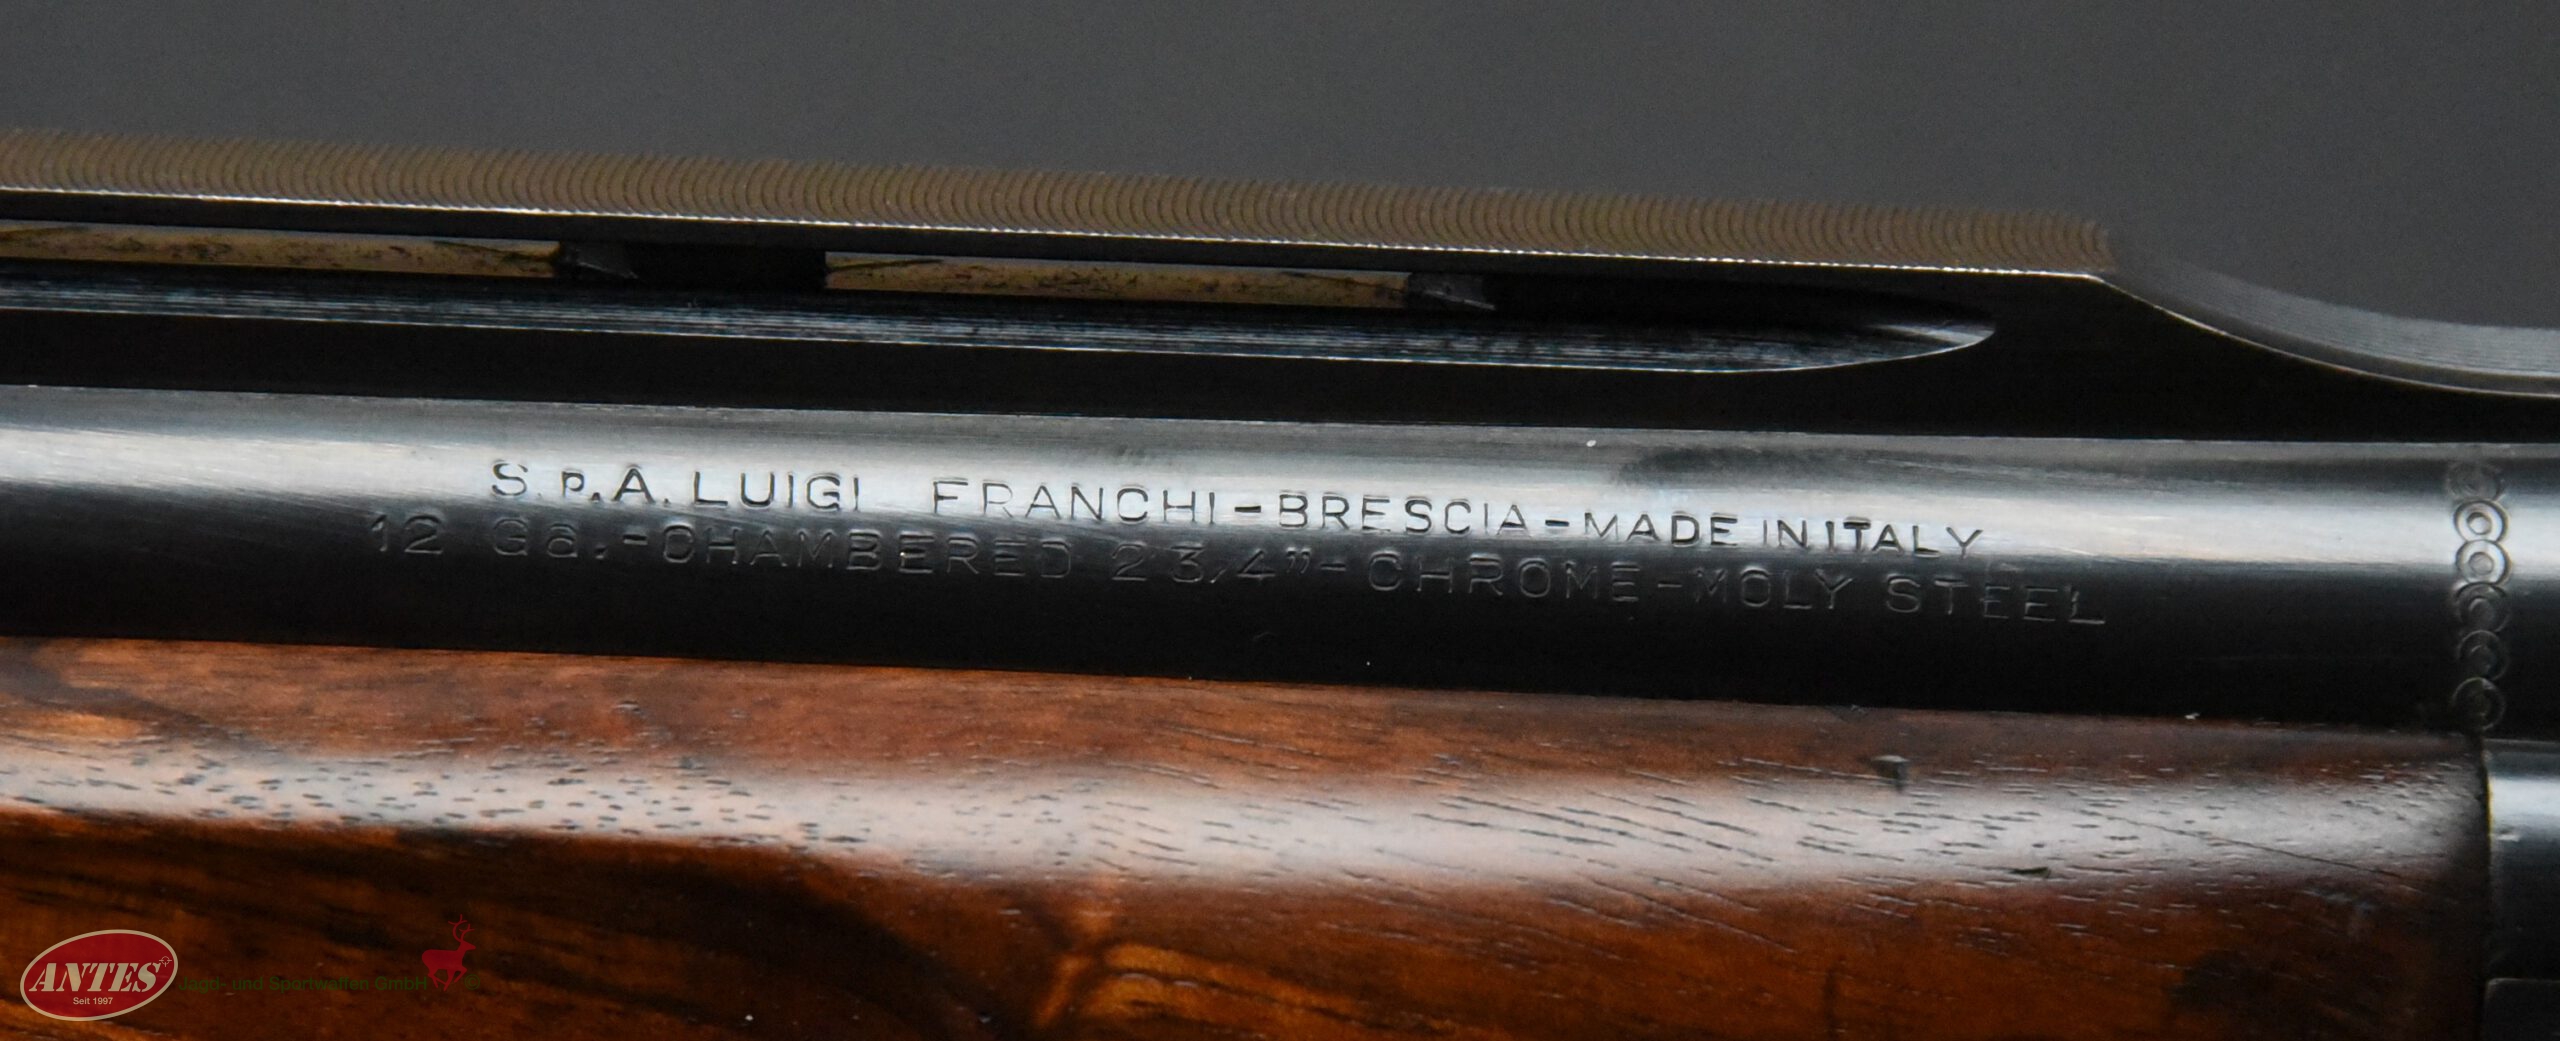 S.p.A. LUIGI FRANCHI-BRESCIA-MADE IN ITALY
12 Ga.-CHAMBERED 2 3/4"-CHROME-MOLY STEEL
ANTES Jagd- und Sportwaffen GmbH ®
Seit 1997